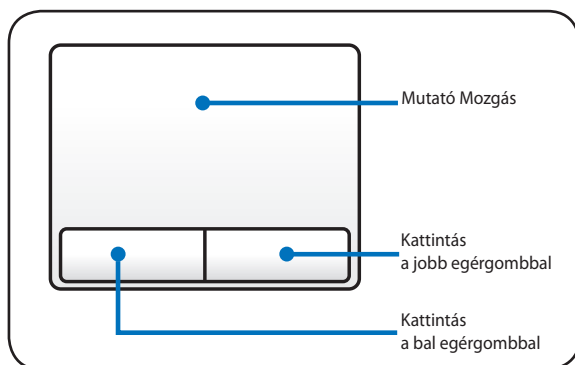 Mutató Mozgás
Kattintás
a jobb egérgombbal
Kattintás
a bal egérgombbal